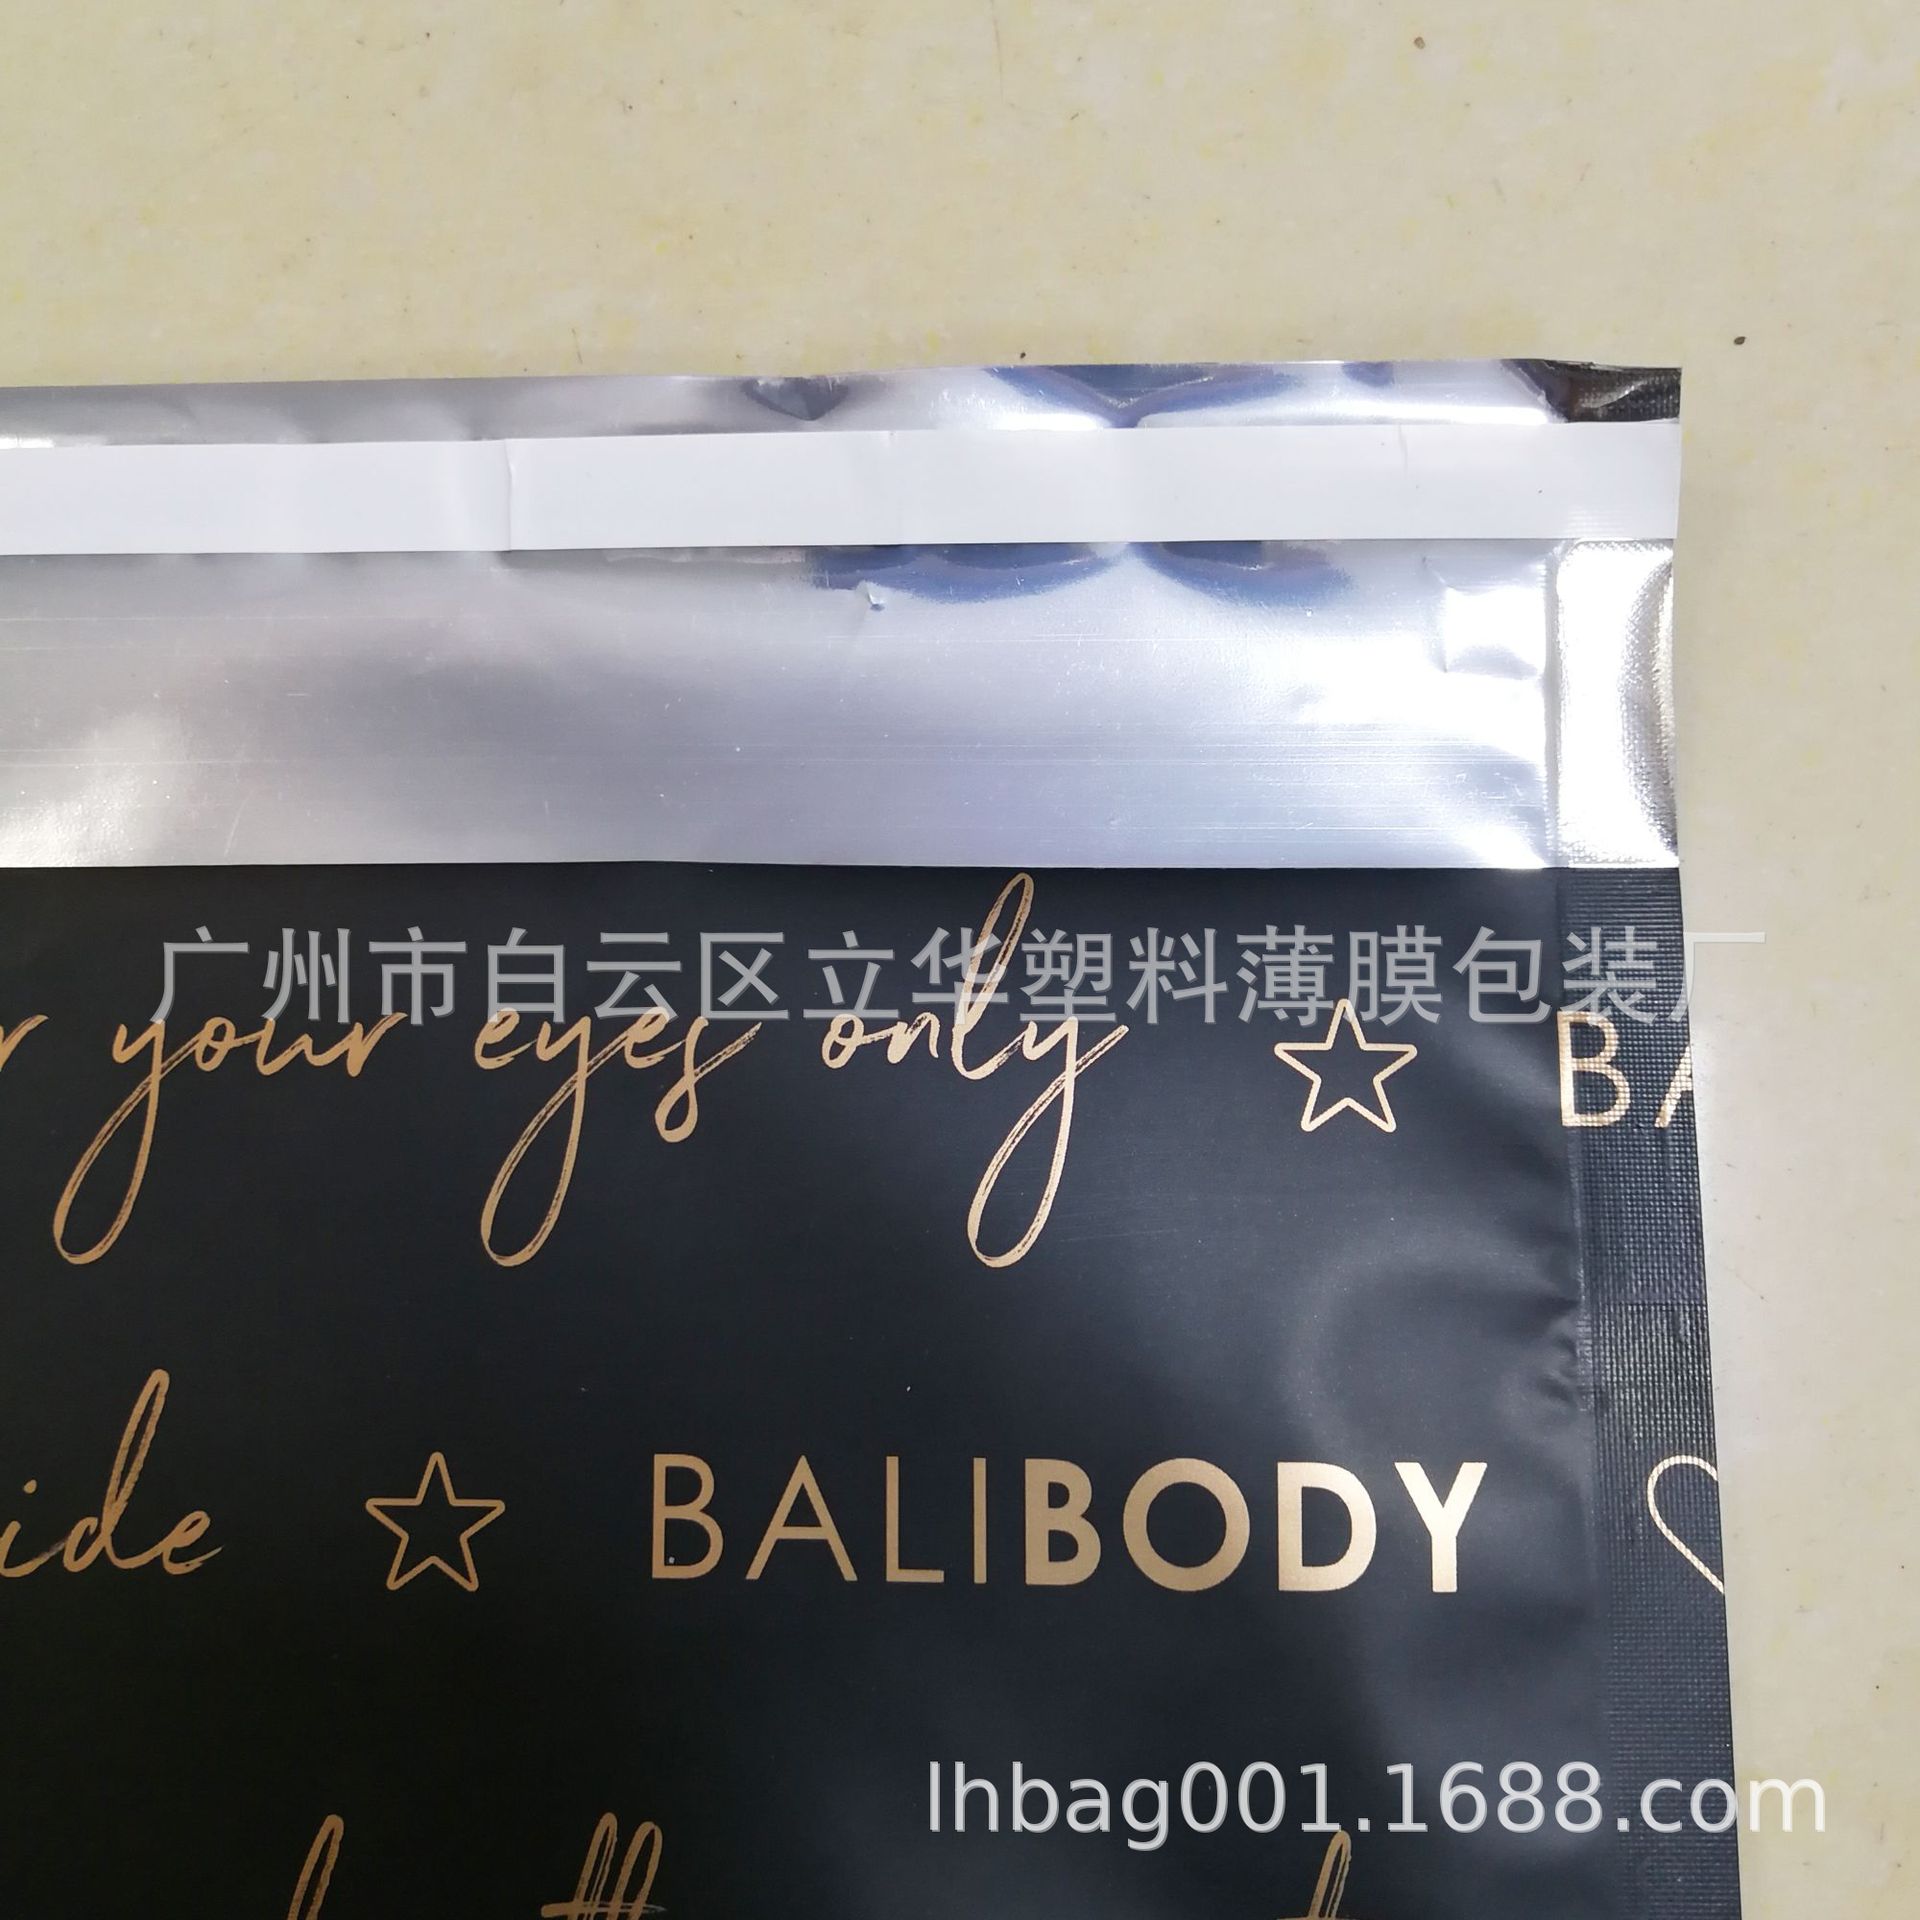 广州市白云区立华塑料薄膜包装厂
your eyes only ☆ BA
ide ☆ BALIBODY ♡
lhbag001.1688.com